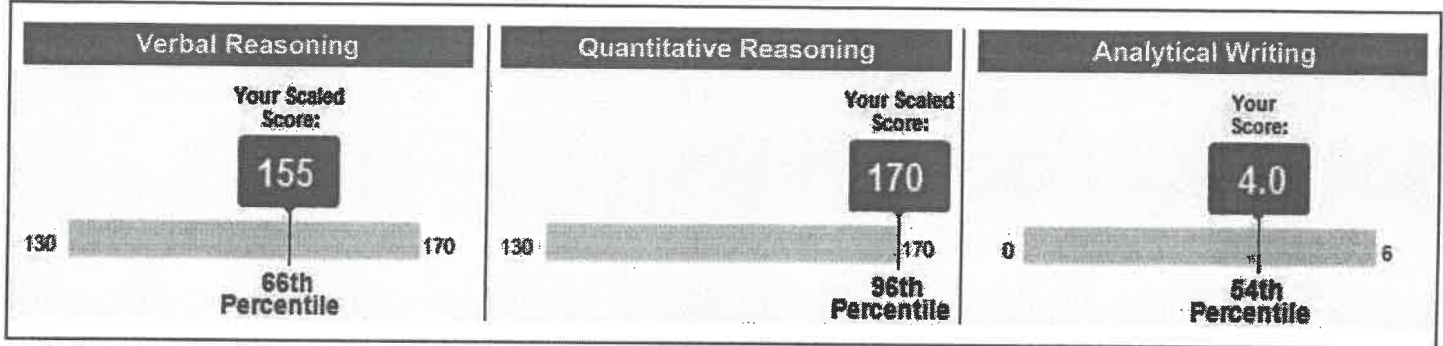 Verbal Reasoning
Your Scaled
Score:
155
130
170
66th
Percentile
Quantitative Reasoning
Your Scaled
Score:
170
130
170
96th
Percentile
Analytical Writing
Your
Score:
4.0
0
6
54th
Percentile